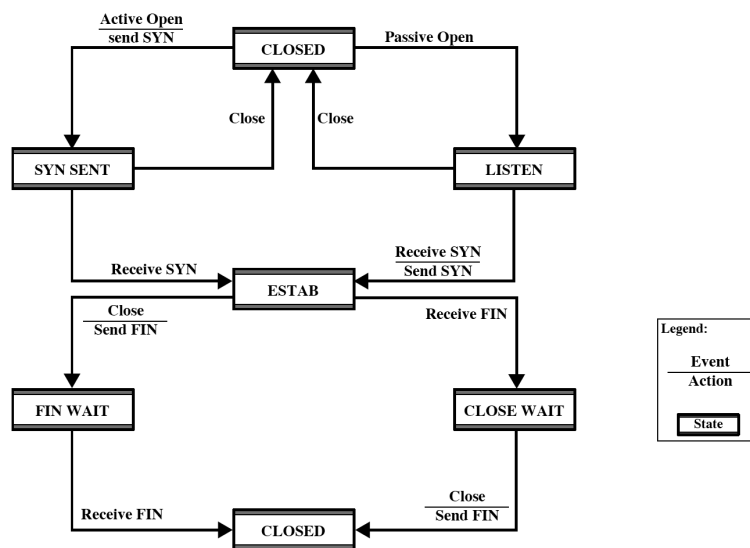 Active Open
send SYN
CLOSED
Passive Open
Close
Close
SYN SENT
LISTEN
Receive SYN
Receive SYN
Send SYN
ESTAB
Close
Send FIN
Receive FIN
Legend:
Event
Action
State
FIN WAIT
CLOSE WAIT
Receive FIN
Close
Send FIN
CLOSED